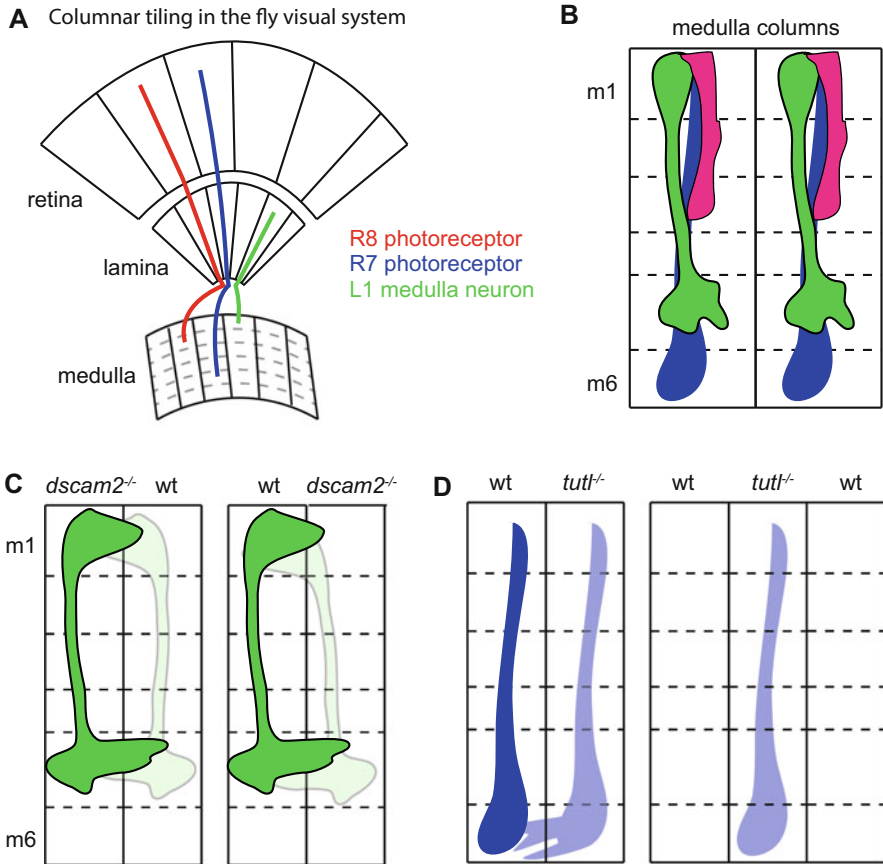 A Columnar tiling in the fly visual system
retina
lamina
medulla
R8 photoreceptor
R7 photoreceptor
L1 medulla neuron
B
medulla columns
m1
m6
C
dscam2-/- wt
wt dscam2-/-
m1
m6
D
wt tutl-/-
wt tutl-/- wt